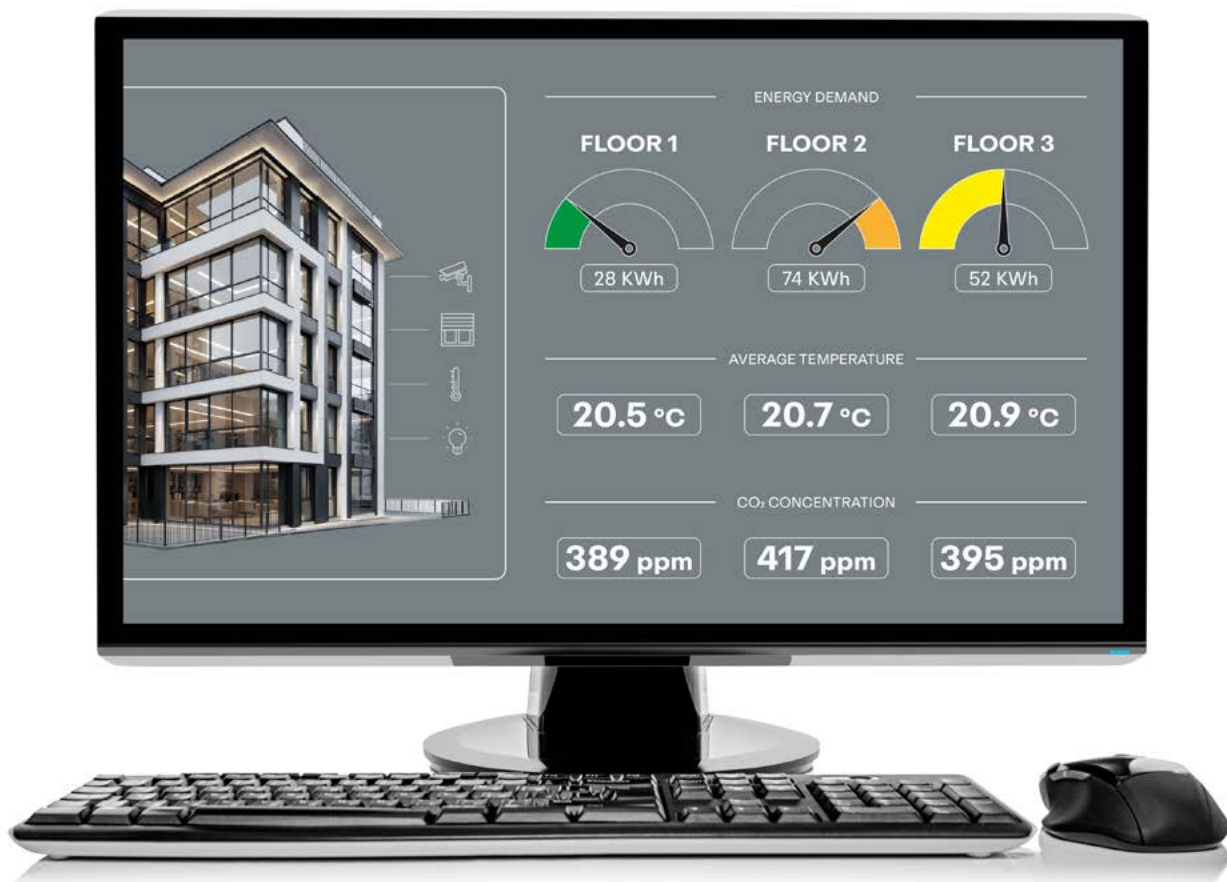 ENERGY DEMAND
FLOOR 1 FLOOR 2 FLOOR 3
28 KWh 74 KWh 52 KWh
AVERAGE TEMPERATURE
20.5 °C 20.7 °C 20.9 °C
CO₂ CONCENTRATION
389 ppm 417 ppm 395 ppm